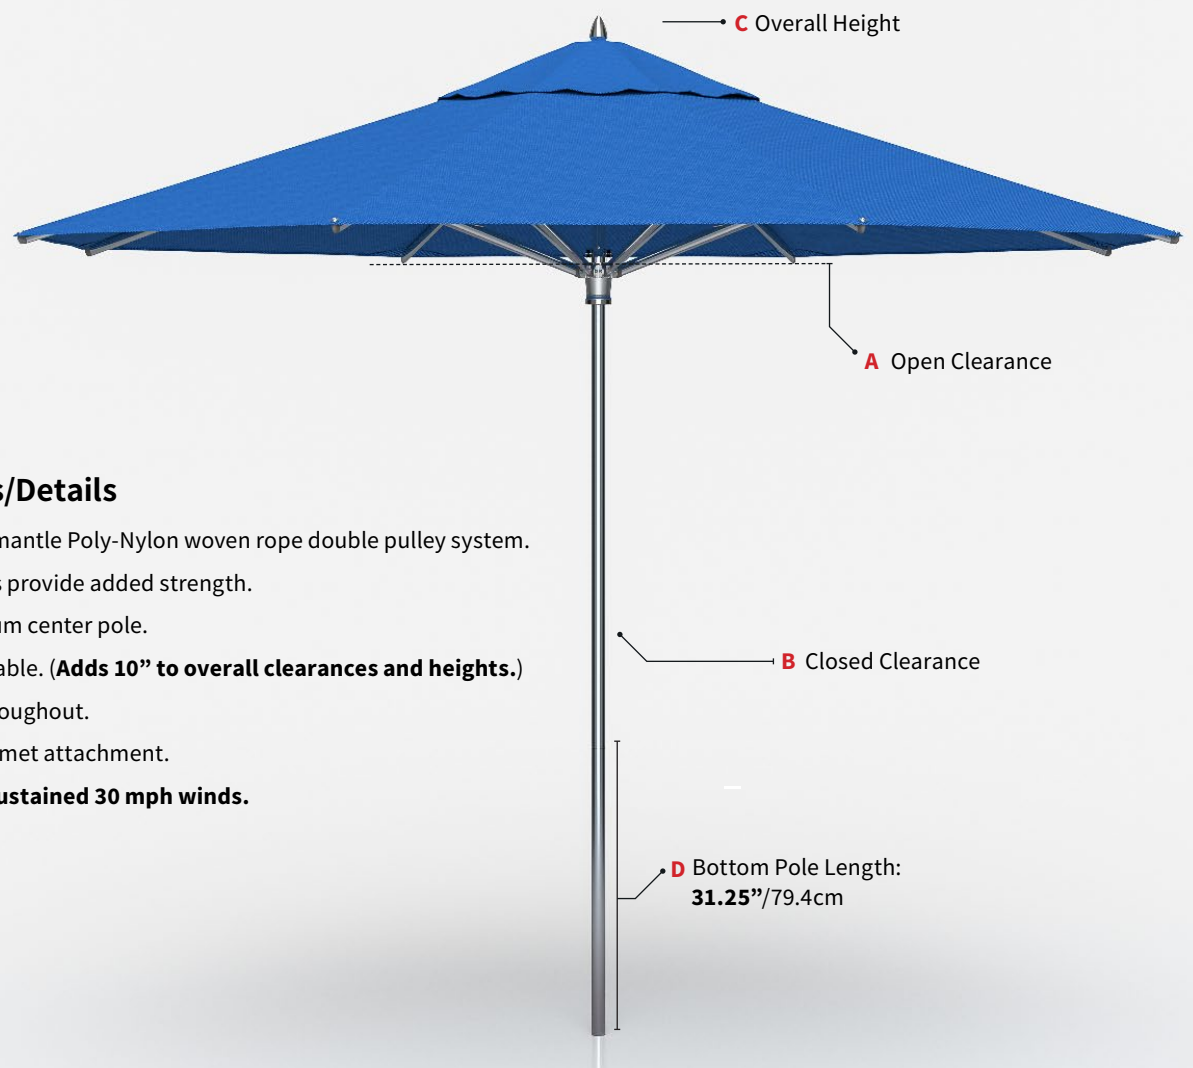 C Overall Height
A Open Clearance
s/Details
mantle Poly-Nylon woven rope double pulley system.
s provide added strength.
um center pole.
able. (Adds 10” to overall clearances and heights.)
oughout.
met attachment.
ustained 30 mph winds.
B Closed Clearance
D Bottom Pole Length:
31.25”/79.4cm